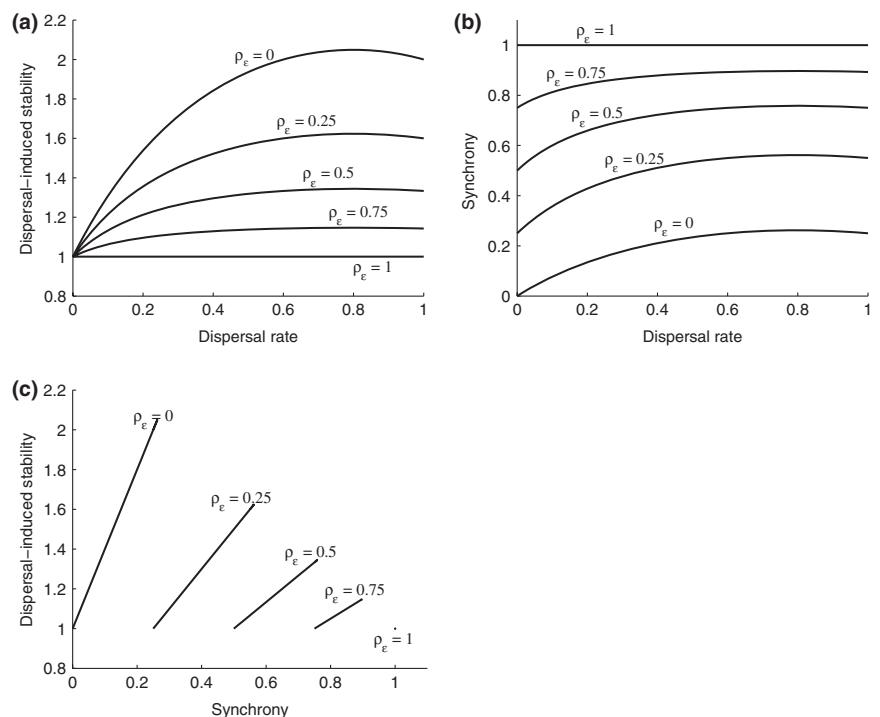 (a)
2.2
2
1.8
1.6
1.4
1.2
1
0.8
Dispersal−induced stability
ρε = 0
ρε = 0.25
ρε = 0.5
ρε = 0.75
ρε = 1
0 0.2 0.4 0.6 0.8 1
Dispersal rate
(b)
1
0.8
0.6
0.4
0.2
0
Synchrony
ρε = 1
ρε = 0.75
ρε = 0.5
ρε = 0.25
ρε = 0
0 0.2 0.4 0.6 0.8 1
Dispersal rate
(c)
2.2
2
1.8
1.6
1.4
1.2
1
0.8
Dispersal−induced stability
ρε = 0
ρε = 0.25
ρε = 0.5
ρε = 0.75
ρε = 1
0 0.2 0.4 0.6 0.8 1
Synchrony